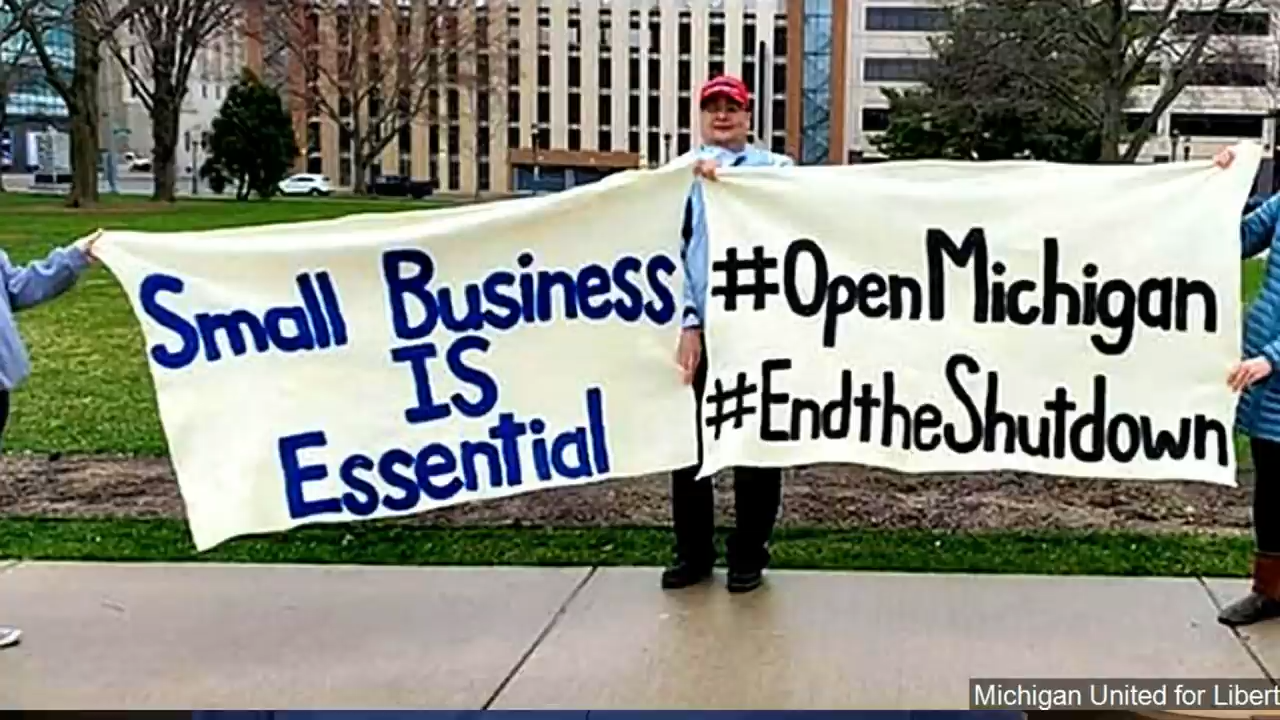 Small Business
IS
Essential
#OpenMichigan
#EndtheShutdown
Michigan United for Libert